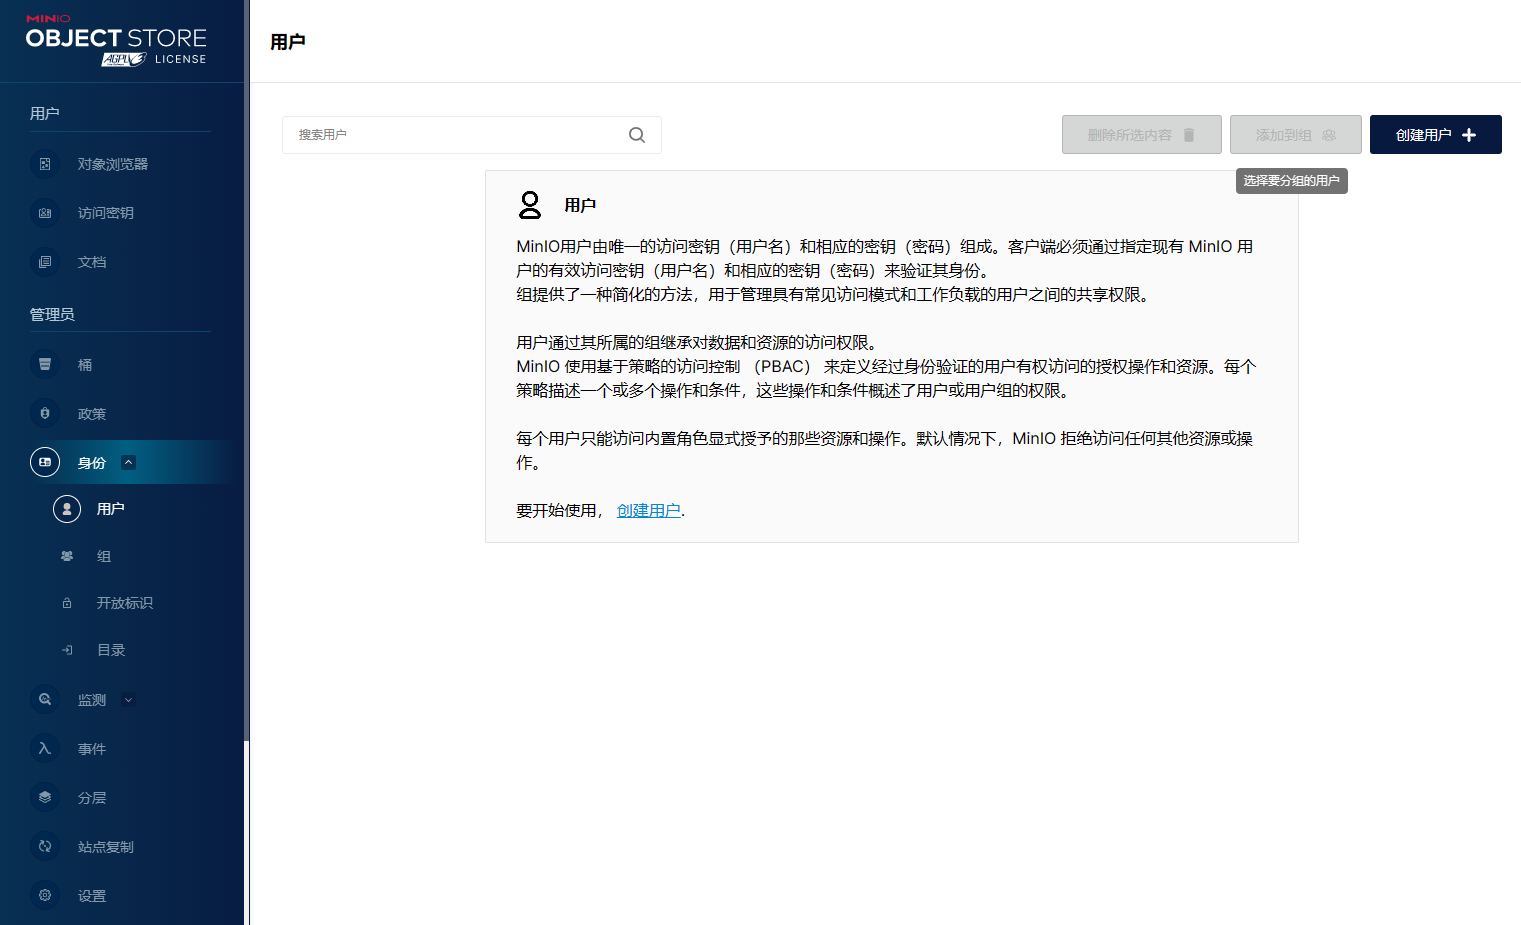 MINIO
OBJECT STORE
AGPLv3 LICENSE
用户
对象浏览器
访问密钥
文档
管理员
桶
政策
身份
用户
组
开放标识
目录
监测
事件
分层
站点复制
设置
用户
搜索用户
删除所选内容
添加到组
创建用户
选择要分组的用户
用户
MinIO用户由唯一的访问密钥（用户名）和相应的密钥（密码）组成。客户端必须通过指定现有 MinIO 用
户的有效访问密钥（用户名）和相应的密钥（密码）来验证其身份。
组提供了一种简化的方法，用于管理具有常见访问模式和工作负载的用户之间的共享权限。
用户通过其所属的组继承对数据和资源的访问权限。
MinIO 使用基于策略的访问控制 （PBAC） 来定义经过身份验证的用户有权访问的授权操作和资源。每个
策略描述一个或多个操作和条件，这些操作和条件概述了用户或用户组的权限。
每个用户只能访问内置角色显式授予的那些资源和操作。默认情况下，MinIO 拒绝访问任何其他资源或操
作。
要开始使用， 创建用户.